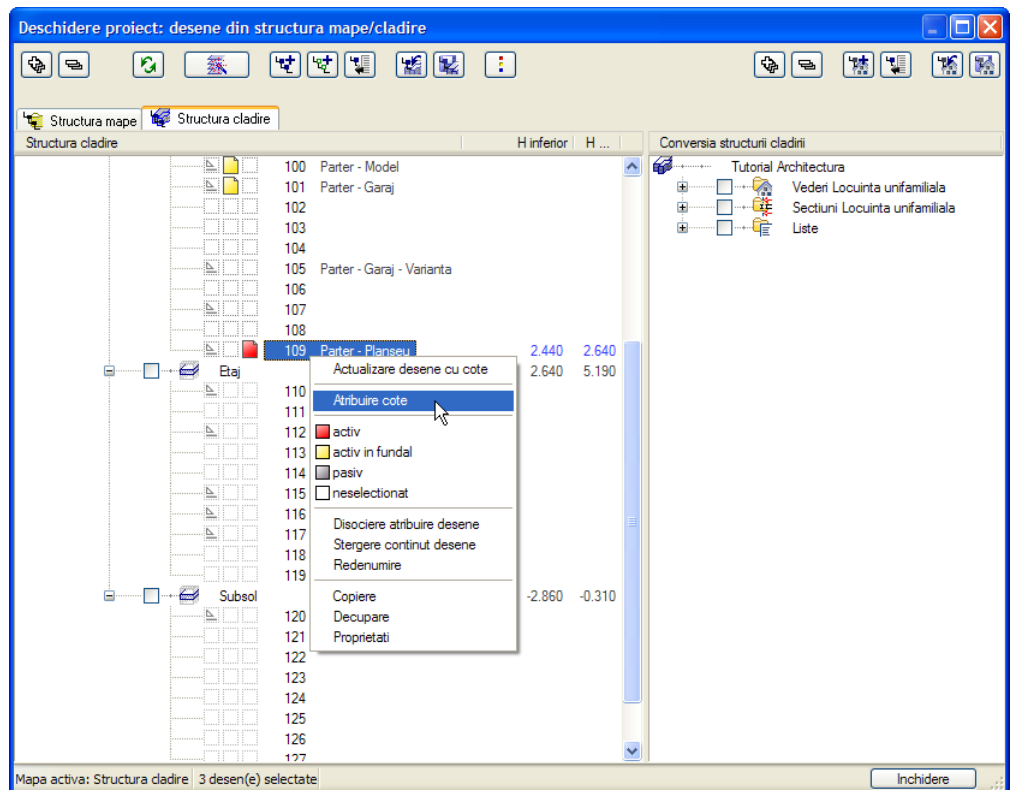 Deschidere proiect: desene din structura mape/cladire
Structura mape Structura cladire
Structura cladire H inferior H ... Conversia structurii cladirii
100 Parter - Model
101 Parter - Garaj
102
103
104
105 Parter - Garaj - Varianta
106
107
108
109 Parter - Planseu 2.440 2.640
Etaj 2.640 5.190
110
111
112
113
114
115
116
117
118
119
Subsol -2.860 -0.310
120
121
122
123
124
125
126
127
Actualizare desene cu cote
Atribuire cote
activ
activ in fundal
pasiv
neselectionat
Disociere atribuire desene
Stergere continut desene
Redenumire
Copiere
Decupare
Proprietati
Tutorial Architectura
Vederi Locuinta unifamiliala
Sectiuni Locuinta unifamiliala
Liste
Mapa activa: Structura cladire 3 desen(e) selectate Inchidere